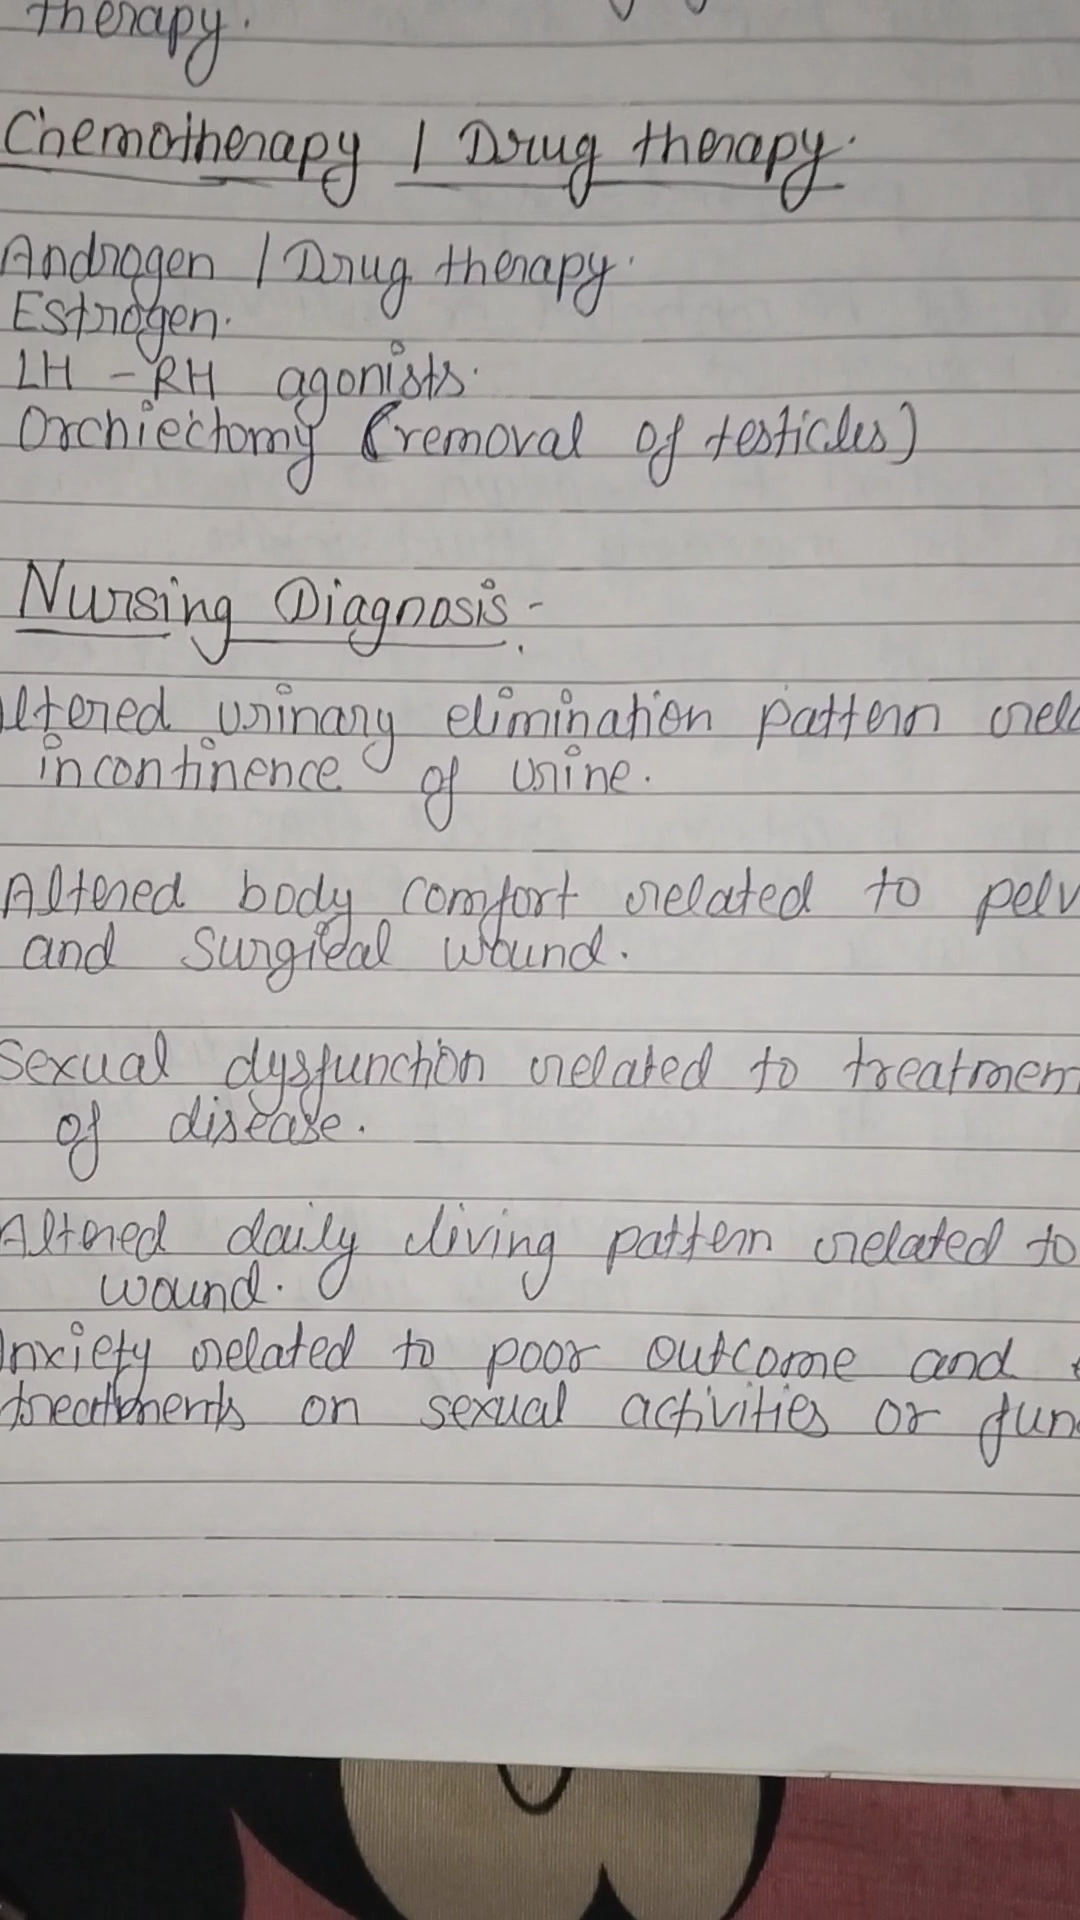 therapy.
Chemotherapy / Drug therapy.
Androgen / Drug therapy.
Estrogen.
LH - RH agonists.
Orchiectomy (removal of testicles)
Nursing Diagnosis -
ltered urinary elimination pattern rela
incontinence of urine.
Altered body comfort related to pelv
and surgical wound.
Sexual dysfunction related to treatmen
of disease.
Altered daily living pattern related to
wound.
Anxiety related to poor outcome and
treatments on sexual activities or fun